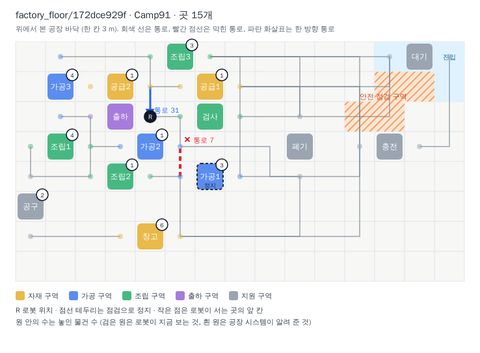 factory_floor/172dce929f · Camp91 · 곳 15개
위에서 본 공장 바닥 (한 칸 3 m). 회색 선은 통로, 빨간 점선은 막힌 통로, 파란 화살표는 한 방향 통로
조립3 3
대기
진입
가공3 4
공급2 1
공급1 1
안전·점검 구역
통로 31
출하
R
검사
통로 7
조립1 4
가공2 1
폐기
충전
조립2 1
가공1 3
정지
공구 2
창고 6
자재 구역
가공 구역
조립 구역
출하 구역
지원 구역
R 로봇 위치 · 점선 테두리는 점검으로 정지 · 작은 점은 로봇이 서는 곳의 앞 칸
원 안의 수는 놓인 물건 수 (검은 원은 로봇이 지금 보는 것, 흰 원은 공장 시스템이 알려 준 것)